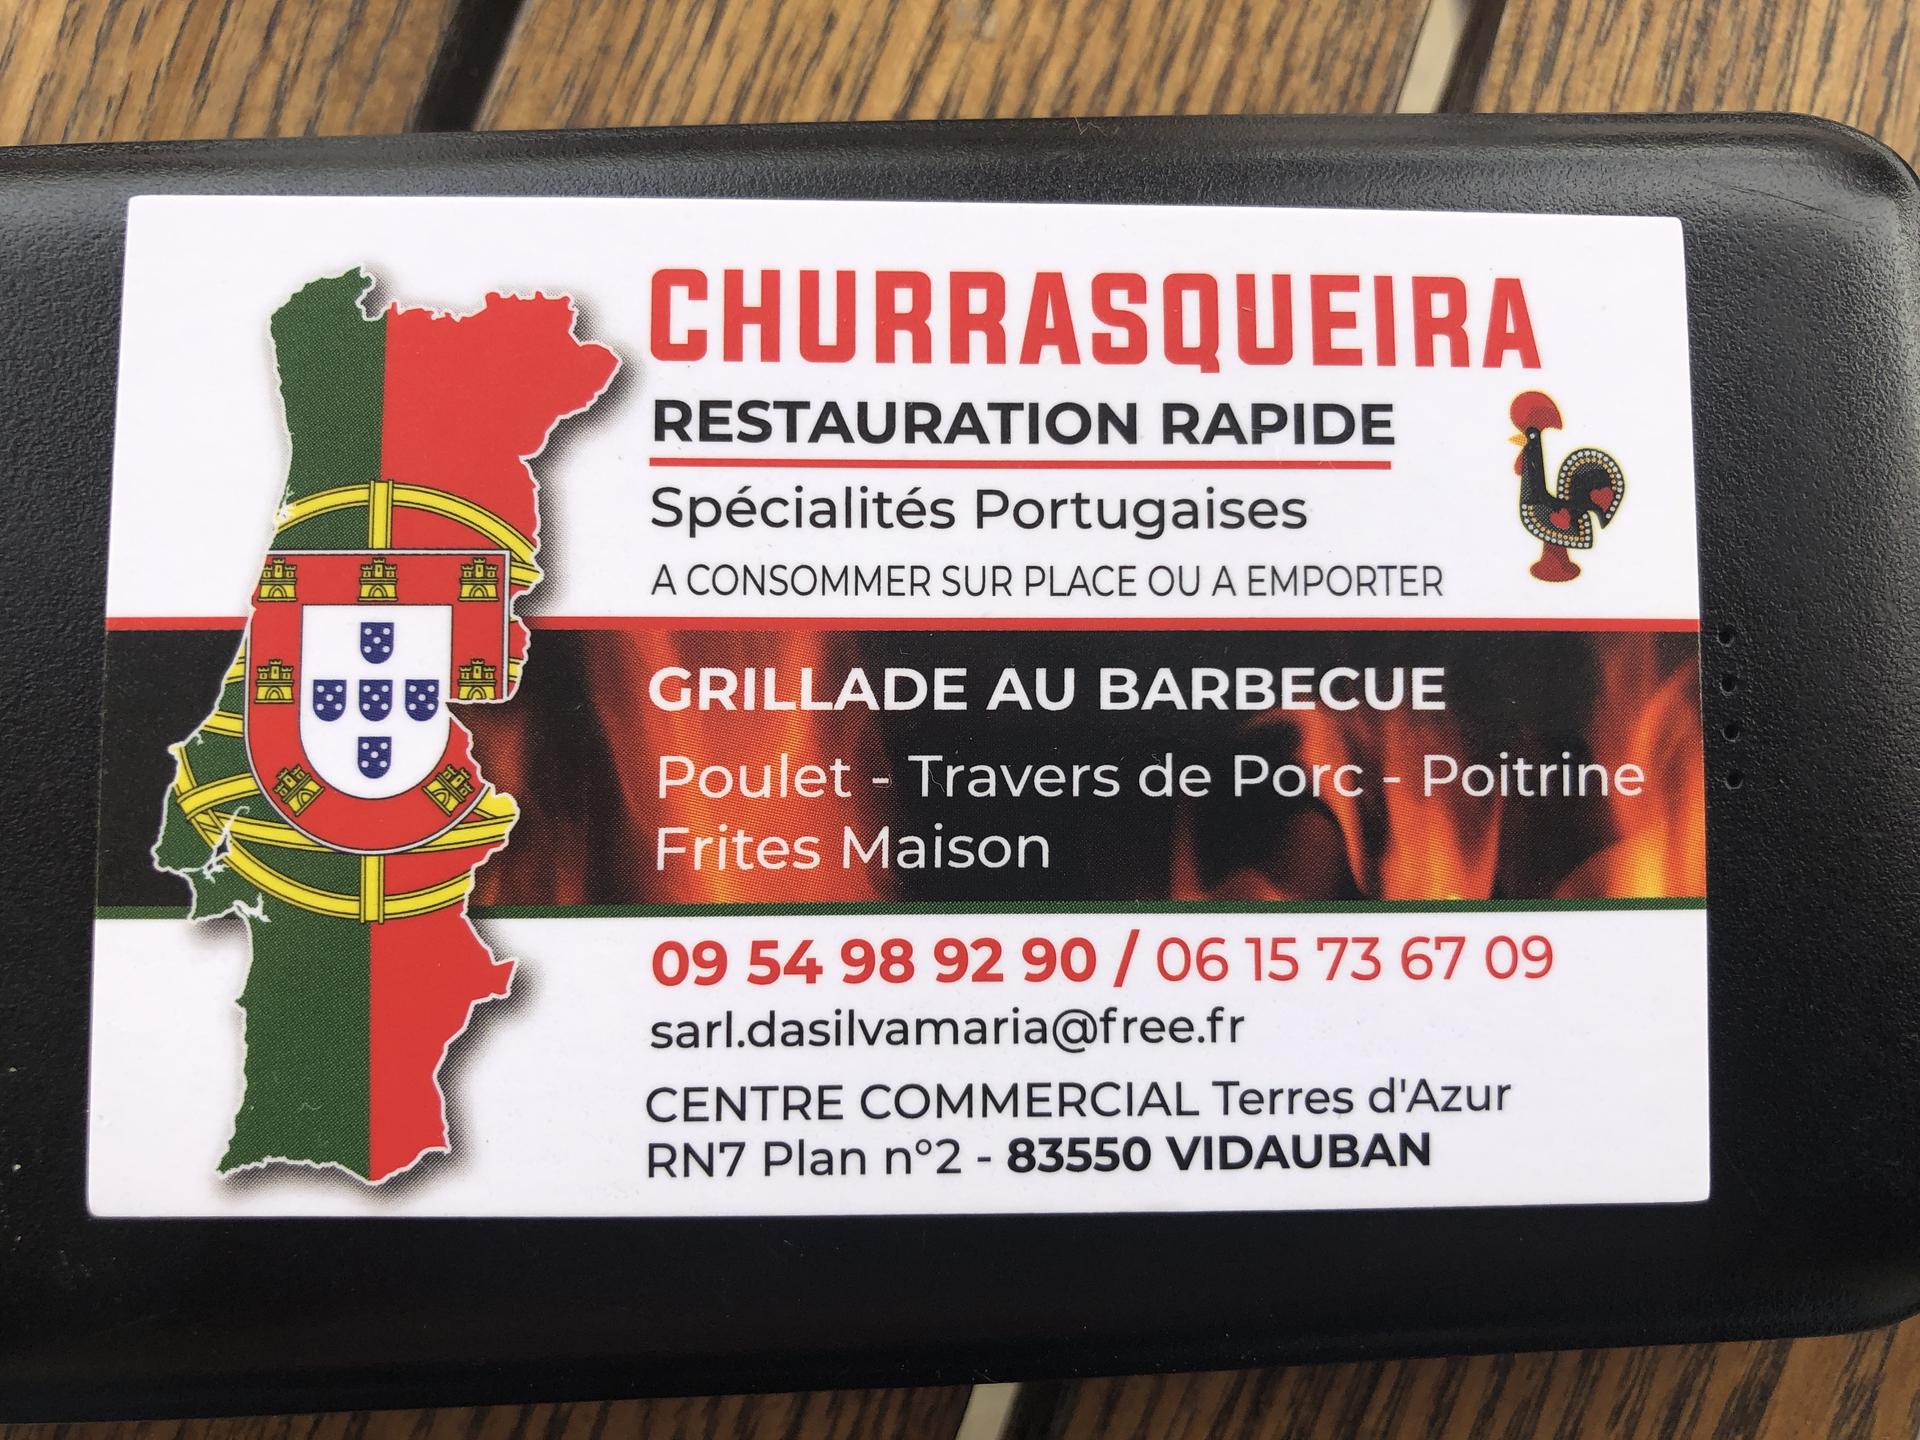 CHURRASQUEIRA
RESTAURATION RAPIDE
Spécialités Portugaises
A CONSOMMER SUR PLACE OU A EMPORTER
GRILLADE AU BARBECUE
Poulet - Travers de Porc - Poitrine
Frites Maison
09 54 98 92 90 / 06 15 73 67 09
sarl.dasilvamaria@free.fr
CENTRE COMMERCIAL Terres d'Azur
RN7 Plan n°2 - 83550 VIDAUBAN